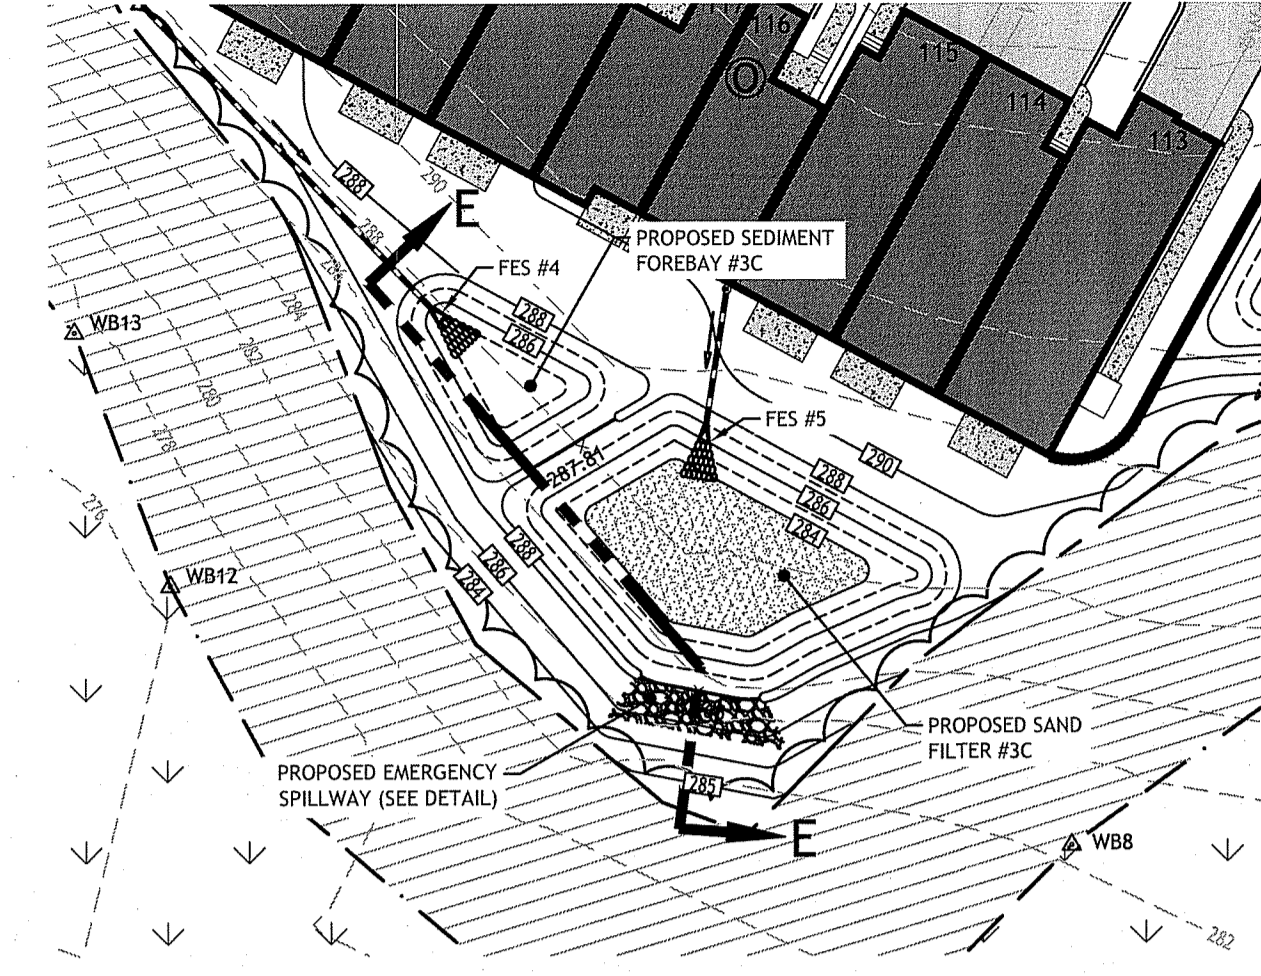 116
115
114
113
O
288
290
E
288
286
PROPOSED SEDIMENT
FOREBAY #3C
FES #4
288
286
284
WB13
282
280
278
FES #5
287.81
290
288
286
284
276
288
286
284
WB12
PROPOSED SAND
FILTER #3C
PROPOSED EMERGENCY
SPILLWAY (SEE DETAIL)
285
E
WB8
282